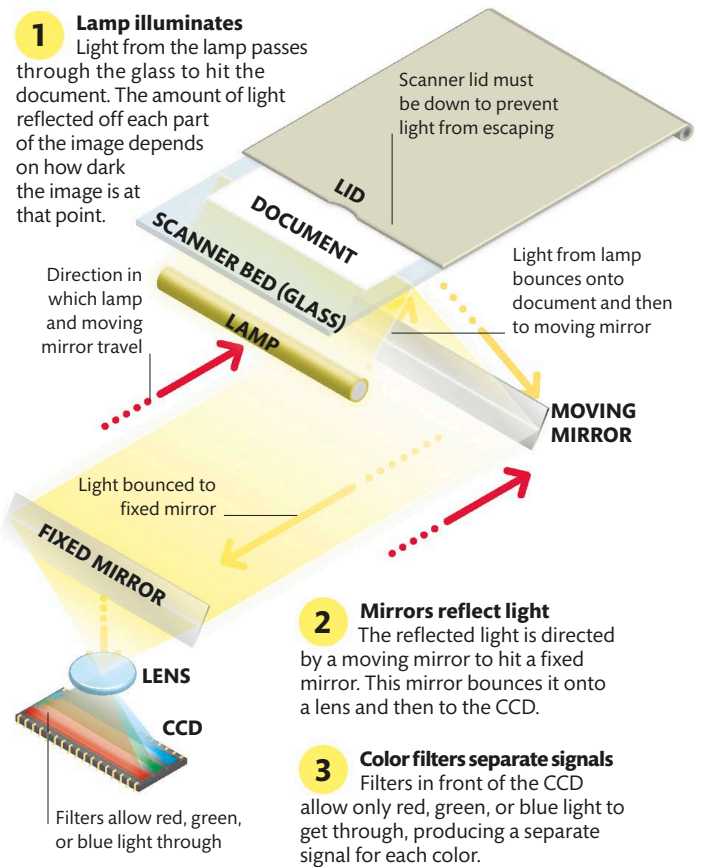 1
Lamp illuminates
Light from the lamp passes
through the glass to hit the
document. The amount of light
reflected off each part
of the image depends
on how dark
the image is at
that point.
Scanner lid must
be down to prevent
light from escaping
LID
DOCUMENT
SCANNER BED (GLASS)
Light from lamp
bounces onto
document and then
to moving mirror
Direction in
which lamp
and moving
mirror travel
LAMP
MOVING
MIRROR
Light bounced to
fixed mirror
FIXED MIRROR
LENS
CCD
Filters allow red, green,
or blue light through
2
Mirrors reflect light
The reflected light is directed
by a moving mirror to hit a fixed
mirror. This mirror bounces it onto
a lens and then to the CCD.
3
Color filters separate signals
Filters in front of the CCD
allow only red, green, or blue light to
get through, producing a separate
signal for each color.